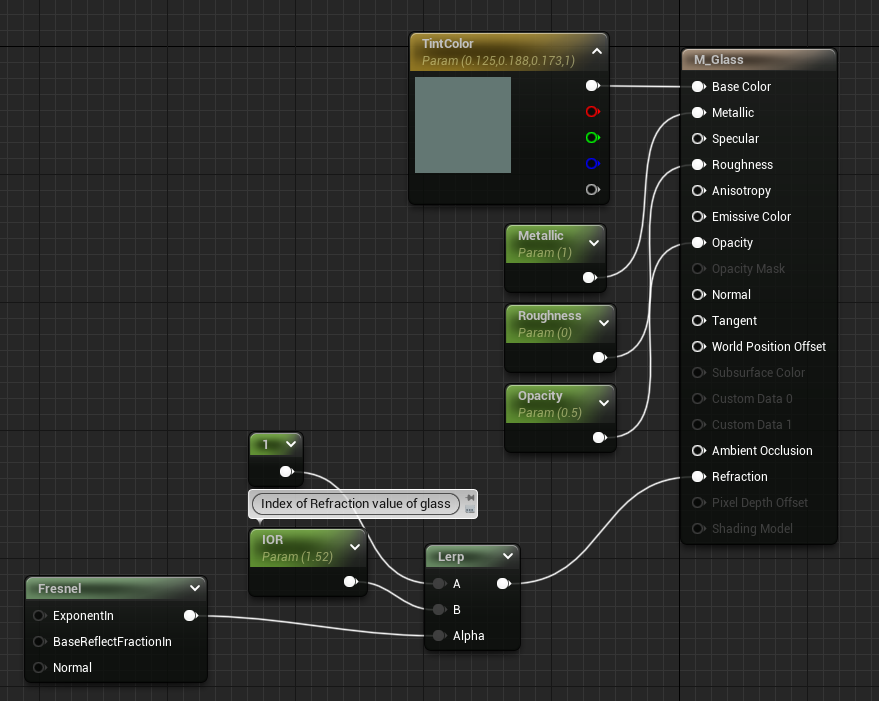 TintColor
Param (0.125,0.188,0.173,1)
M_Glass
Base Color
Metallic
Specular
Roughness
Anisotropy
Emissive Color
Opacity
Opacity Mask
Normal
Tangent
World Position Offset
Subsurface Color
Custom Data 0
Custom Data 1
Ambient Occlusion
Refraction
Pixel Depth Offset
Shading Model
Metallic
Param (1)
Roughness
Param (0)
Opacity
Param (0.5)
1
Index of Refraction value of glass
IOR
Param (1.52)
Lerp
A
B
Alpha
Fresnel
ExponentIn
BaseReflectFractionIn
Normal